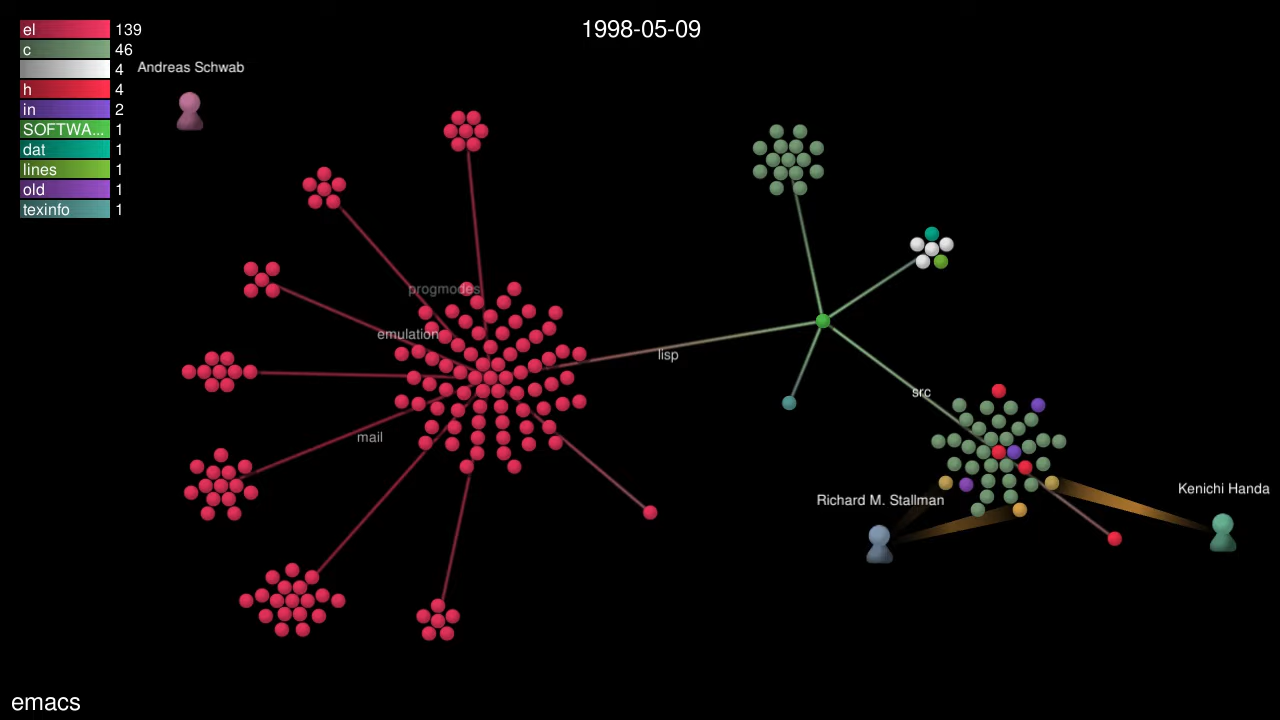 1998-05-09
el 139
c 46
4
h 4
in 2
SOFTWA... 1
dat 1
lines 1
old 1
texinfo 1
Andreas Schwab
progmodes
emulation
lisp
src
mail
Richard M. Stallman
Kenichi Handa
emacs